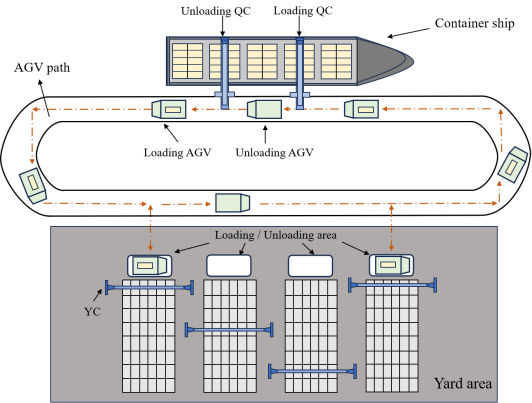 Unloading QC
Loading QC
Container ship
AGV path
Loading AGV
Unloading AGV
Loading / Unloading area
YC
Yard area